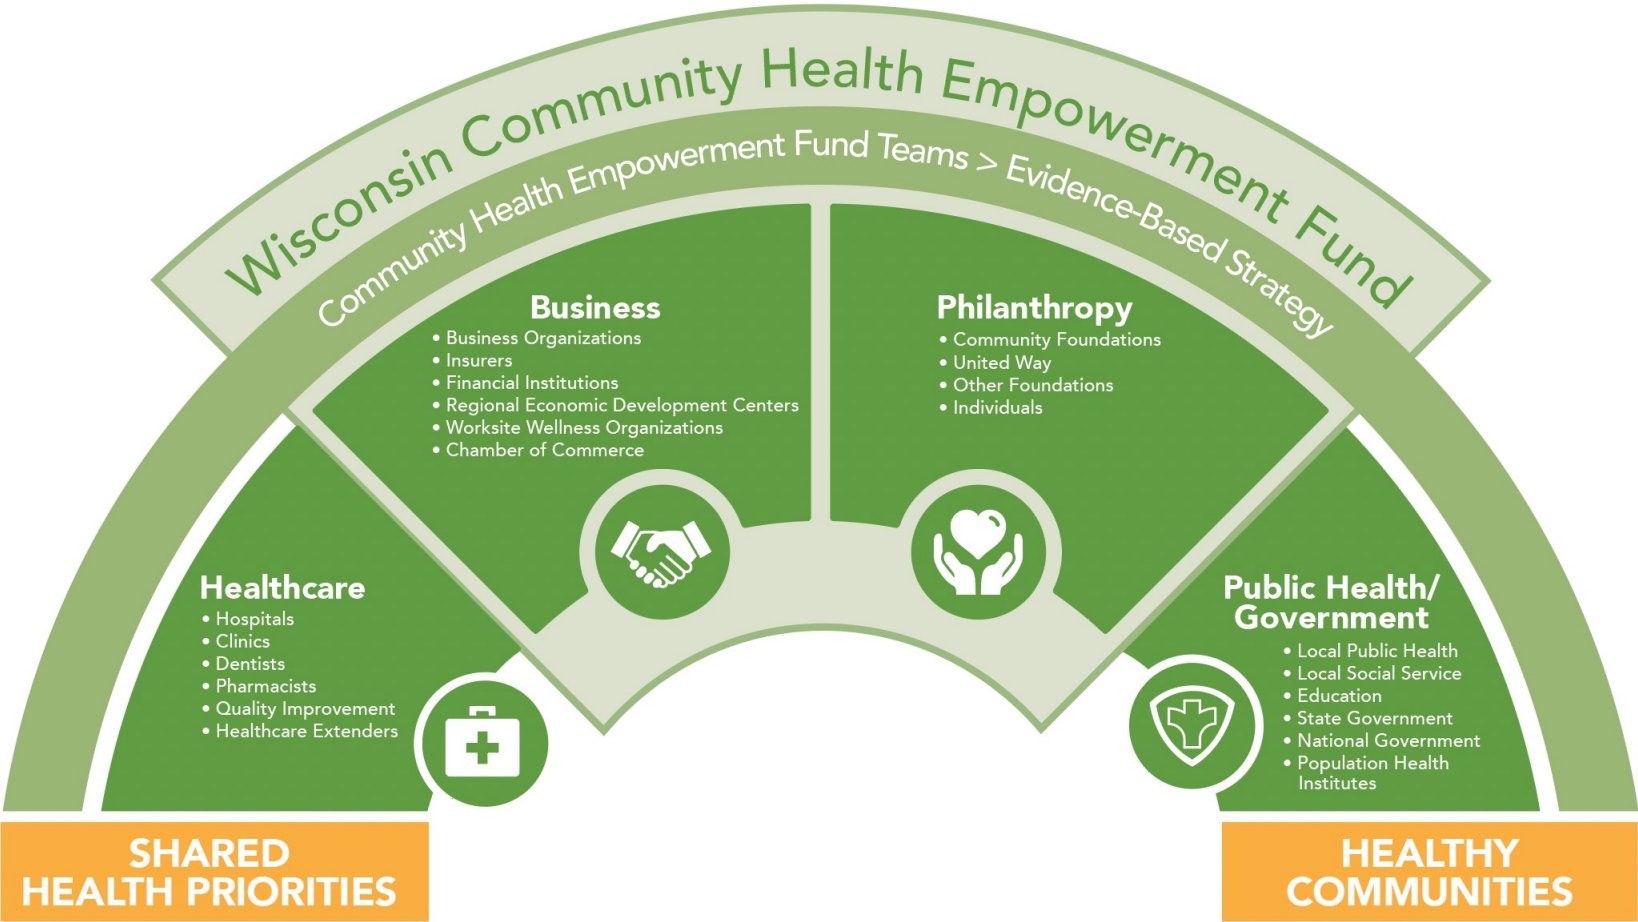 Wisconsin Community Health Empowerment Fund
Community Health Empowerment Fund Teams > Evidence-Based Strategy
Business
• Business Organizations
• Insurers
• Financial Institutions
• Regional Economic Development Centers
• Worksite Wellness Organizations
• Chamber of Commerce
Philanthropy
• Community Foundations
• United Way
• Other Foundations
• Individuals
Healthcare
• Hospitals
• Clinics
• Dentists
• Pharmacists
• Quality Improvement
• Healthcare Extenders
Public Health/
Government
• Local Public Health
• Local Social Service
• Education
• State Government
• National Government
• Population Health
Institutes
SHARED
HEALTH PRIORITIES
HEALTHY
COMMUNITIES